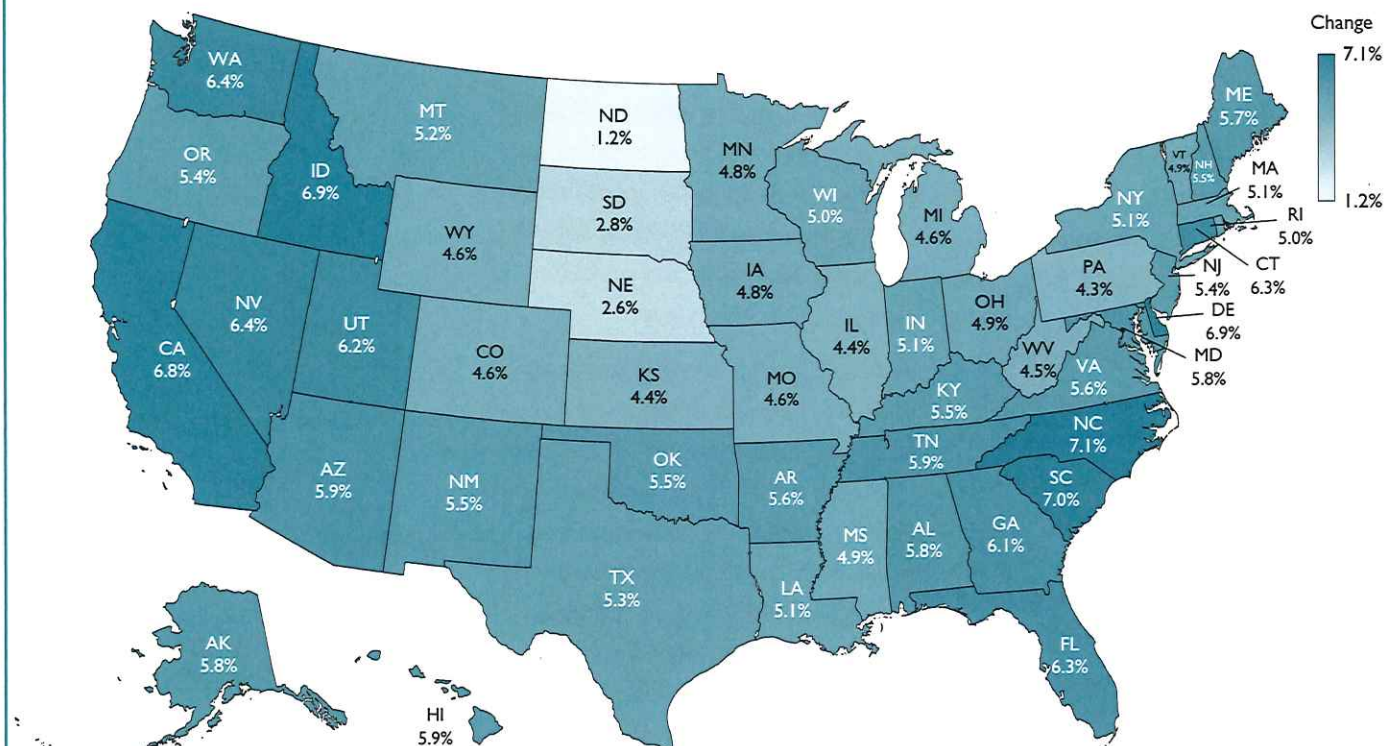 Change
7.1%
1.2%
WA
6.4%
MT
5.2%
ND
1.2%
MN
4.8%
ME
5.7%
OR
5.4%
ID
6.9%
SD
2.8%
WI
5.0%
MI
4.6%
NY
5.1%
VT
4.9%
NH
5.5%
MA
5.1%
RI
5.0%
CT
6.3%
WY
4.6%
NE
2.6%
IA
4.8%
PA
4.3%
NJ
5.4%
DE
6.9%
MD
5.8%
CA
6.8%
NV
6.4%
UT
6.2%
CO
4.6%
KS
4.4%
MO
4.6%
IL
4.4%
IN
5.1%
OH
4.9%
WV
4.5%
VA
5.6%
KY
5.5%
NC
7.1%
TN
5.9%
SC
7.0%
AZ
5.9%
NM
5.5%
OK
5.5%
AR
5.6%
MS
4.9%
AL
5.8%
GA
6.1%
TX
5.3%
LA
5.1%
FL
6.3%
AK
5.8%
HI
5.9%